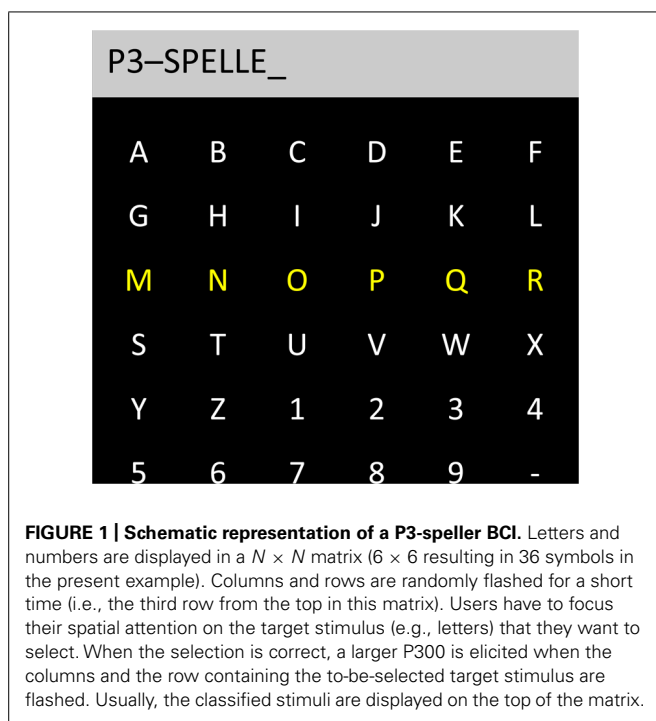 P3–SPELLE_
A B C D E F
G H I J K L
M N O P Q R
S T U V W X
Y Z 1 2 3 4
5 6 7 8 9 -
FIGURE 1 | Schematic representation of a P3-speller BCI. Letters and
numbers are displayed in a N × N matrix (6 × 6 resulting in 36 symbols in
the present example). Columns and rows are randomly flashed for a short
time (i.e., the third row from the top in this matrix). Users have to focus
their spatial attention on the target stimulus (e.g., letters) that they want to
select. When the selection is correct, a larger P300 is elicited when the
columns and the row containing the to-be-selected target stimulus are
flashed. Usually, the classified stimuli are displayed on the top of the matrix.